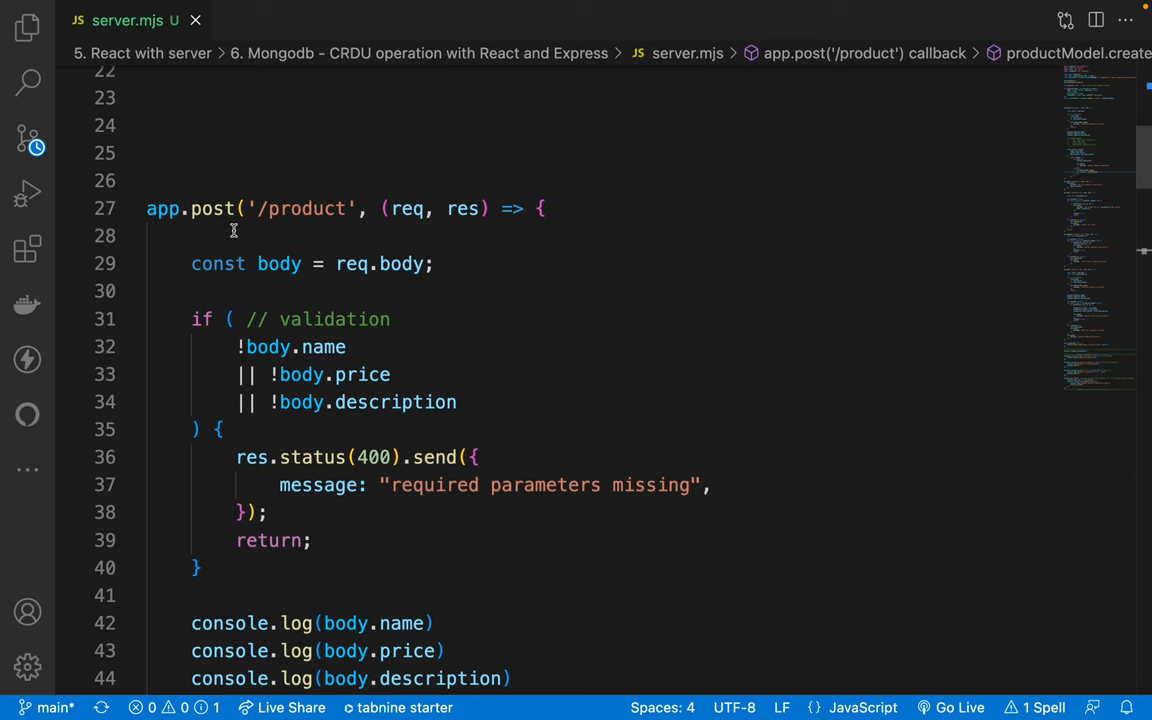 JS server.mjs U
5. React with server > 6. Mongodb - CRDU operation with React and Express > JS server.mjs > app.post('/product') callback > productModel.create
22
23
24
25
26
27 app.post('/product', (req, res) => {
28
29 const body = req.body;
30
31 if ( // validation
32 !body.name
33 || !body.price
34 || !body.description
35 ) {
36 res.status(400).send({
37 message: "required parameters missing",
38 });
39 return;
40 }
41
42 console.log(body.name)
43 console.log(body.price)
44 console.log(body.description)
main* 0 0 1 Live Share tabnine starter Spaces: 4 UTF-8 LF {} JavaScript Go Live 1 Spell